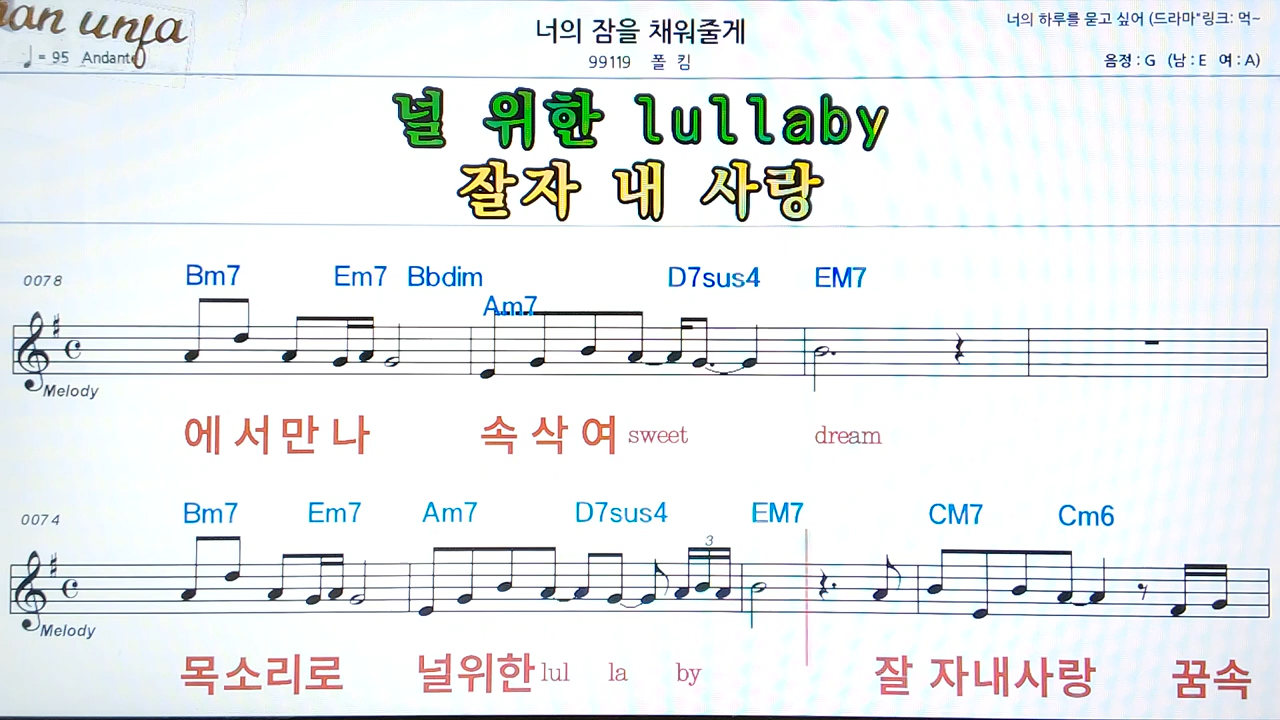 너의 잠을 채워줄게
너의 하루를 묻고 싶어 (드라마"링크: 먹~
♩ = 95 Andante
99119 폴 킴
음정 : G (남 : E 여 : A)
널 위한 lullaby
잘자 내 사랑
0078 Bm7 Em7 Bbdim D7sus4 EM7
Am7
Melody
에 서 만 나 속 삭 여 sweet dream
0074 Bm7 Em7 Am7 D7sus4 EM7 CM7 Cm6
3
Melody
목소리로 널위한 lul la by 잘 자내사랑 꿈속